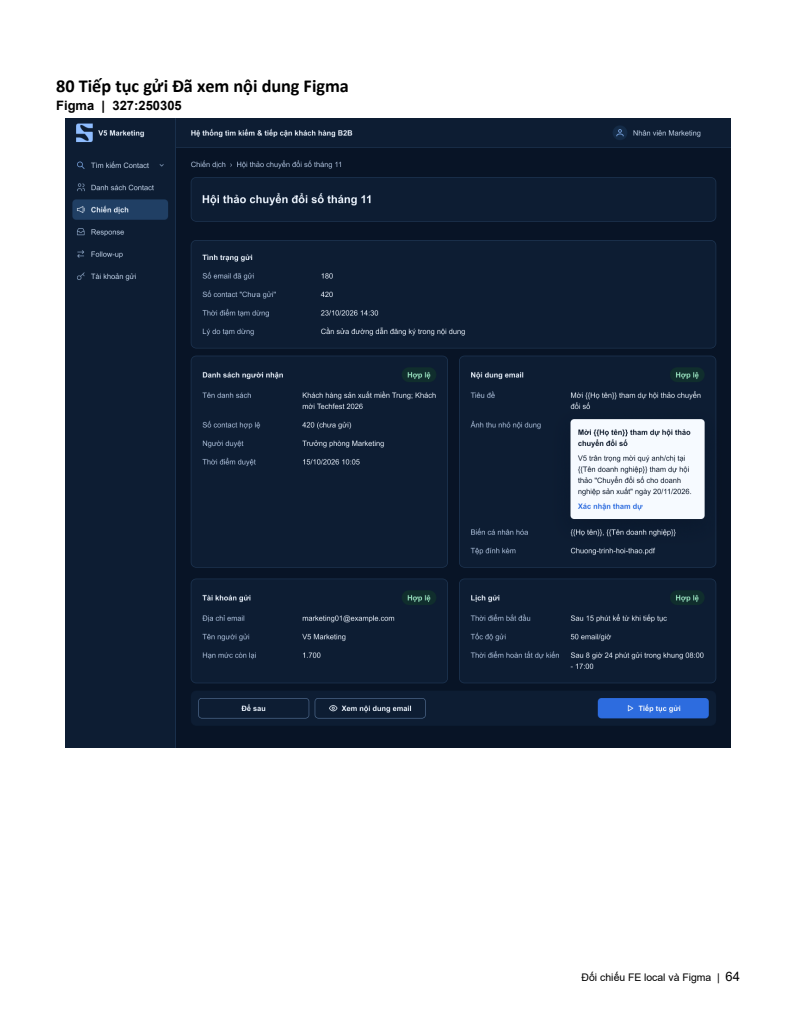 80 Tiếp tục gửi Đã xem nội dung Figma
Figma | 327:250305
V5 Marketing
Hệ thống tìm kiếm & tiếp cận khách hàng B2B
Nhân viên Marketing
Tìm kiếm Contact
Danh sách Contact
Chiến dịch
Response
Follow-up
Tài khoản gửi
Chiến dịch › Hội thảo chuyển đổi số tháng 11
Hội thảo chuyển đổi số tháng 11
Tình trạng gửi
Số email đã gửi 180
Số contact "Chưa gửi" 420
Thời điểm tạm dừng 23/10/2026 14:30
Lý do tạm dừng Cần sửa đường dẫn đăng ký trong nội dung
Danh sách người nhận Hợp lệ
Tên danh sách Khách hàng sản xuất miền Trung; Khách
mời Techfest 2026
Số contact hợp lệ 420 (chưa gửi)
Người duyệt Trưởng phòng Marketing
Thời điểm duyệt 15/10/2026 10:05
Nội dung email Hợp lệ
Tiêu đề Mời {{Họ tên}} tham dự hội thảo chuyển
đổi số
Ảnh thu nhỏ nội dung
Mời {{Họ tên}} tham dự hội thảo
chuyển đổi số
V5 trân trọng mời quý anh/chị tại
{{Tên doanh nghiệp}} tham dự hội
thảo "Chuyển đổi số cho doanh
nghiệp sản xuất" ngày 20/11/2026.
Xác nhận tham dự
Biến cá nhân hóa {{Họ tên}}, {{Tên doanh nghiệp}}
Tệp đính kèm Chuong-trinh-hoi-thao.pdf
Tài khoản gửi Hợp lệ
Địa chỉ email marketing01@example.com
Tên người gửi V5 Marketing
Hạn mức còn lại 1.700
Lịch gửi Hợp lệ
Thời điểm bắt đầu Sau 15 phút kể từ khi tiếp tục
Tốc độ gửi 50 email/giờ
Thời điểm hoàn tất dự kiến Sau 8 giờ 24 phút gửi trong khung 08:00
- 17:00
Để sau
Xem nội dung email
Tiếp tục gửi
Đối chiếu FE local và Figma | 64